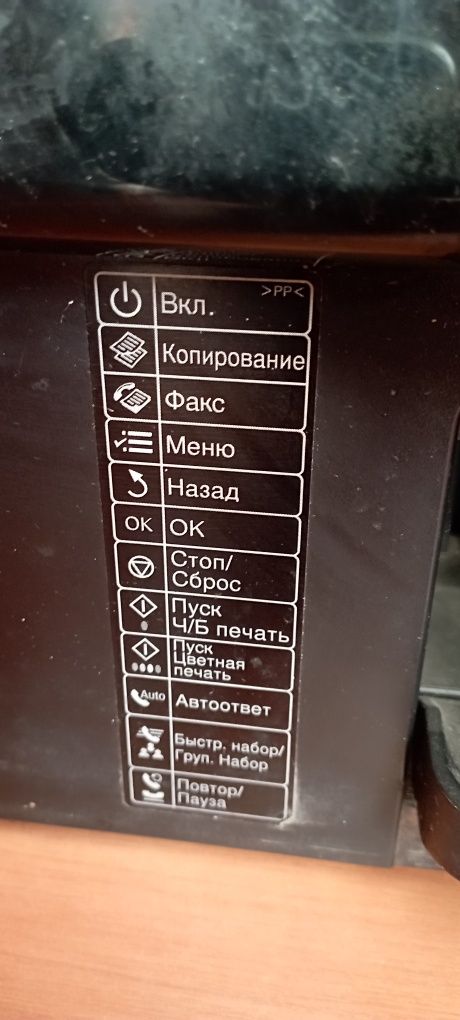 Вкл. >PP<
Копирование
Факс
Меню
Назад
OK OK
Стоп/
Сброс
Пуск
Ч/Б печать
Пуск
Цветная
печать
Auto Автоответ
Быстр. набор/
Груп. Набор
Повтор/
Пауза